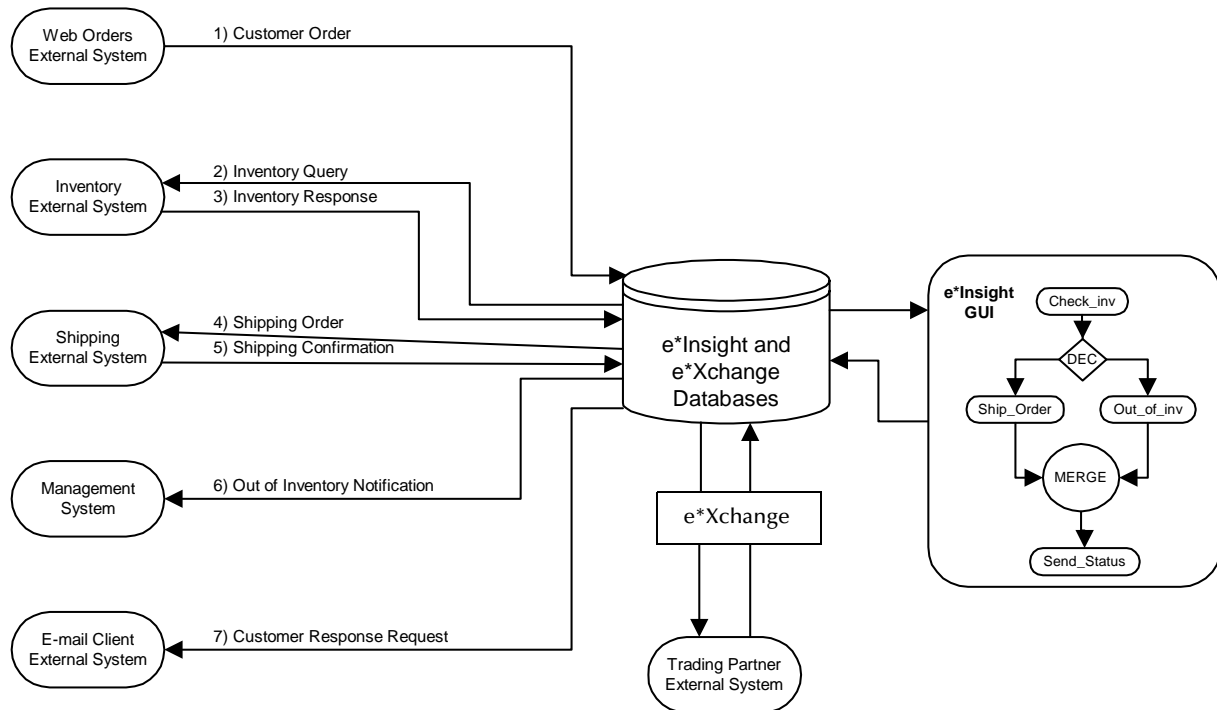 Web Orders
External System
1) Customer Order
Inventory
External System
2) Inventory Query
3) Inventory Response
Shipping
External System
4) Shipping Order
5) Shipping Confirmation
Management
System
6) Out of Inventory Notification
E-mail Client
External System
7) Customer Response Request
e*Insight and
e*Xchange
Databases
e*Xchange
Trading Partner
External System
e*Insight
GUI
Check_inv
DEC
Ship_Order
Out_of_inv
MERGE
Send_Status